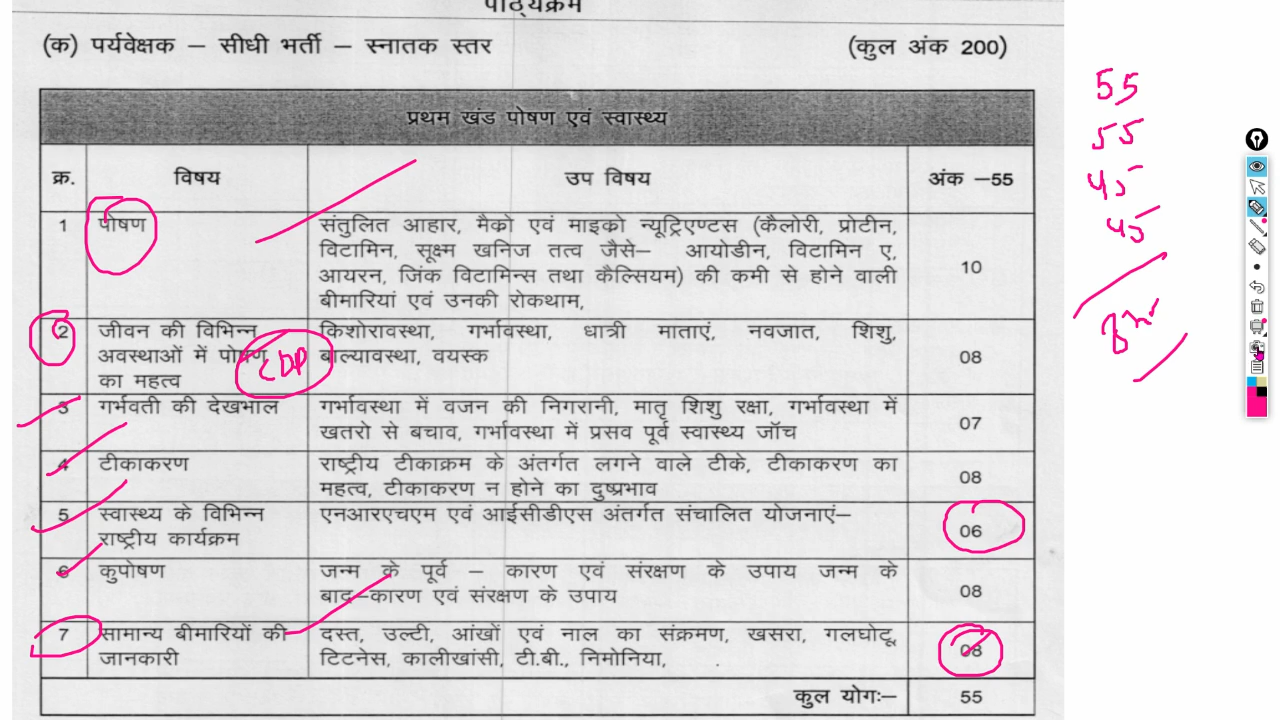 पाठ्यक्रम
(क) पर्यवेक्षक – सीधी भर्ती – स्नातक स्तर (कुल अंक 200)
प्रथम खंड पोषण एवं स्वास्थ्य
क्र. विषय उप विषय अंक –55
1 पोषण संतुलित आहार, मैको एवं माइको न्यूट्रिएण्टस (कैलोरी, प्रोटीन,
विटामिन, सूक्ष्म खनिज तत्व जैसे– आयोडीन, विटामिन ए,
आयरन, जिंक विटामिन्स तथा कैल्सियम) की कमी से होने वाली 10
बीमारियां एवं उनकी रोकथाम,
2 जीवन की विभिन्न किशोरावस्था, गर्भावस्था, धात्री माताएं, नवजात, शिशु,
अवस्थाओं में पोषण बाल्यावस्था, वयस्क 08
का महत्व
CDP
3 गर्भवती की देखभाल गर्भावस्था में वजन की निगरानी, मातृ शिशु रक्षा, गर्भावस्था में
खतरो से बचाव, गर्भावस्था में प्रसव पूर्व स्वास्थ्य जॉच 07
4 टीकाकरण राष्ट्रीय टीकाक्रम के अंतर्गत लगने वाले टीके, टीकाकरण का
महत्व, टीकाकरण न होने का दुष्प्रभाव 08
5 स्वास्थ्य के विभिन्न एनआरएचएम एवं आईसीडीएस अंतर्गत संचालित योजनाएं–
राष्ट्रीय कार्यक्रम 06
6 कुपोषण जन्म के पूर्व – कारण एवं संरक्षण के उपाय जन्म के
बाद–कारण एवं संरक्षण के उपाय 08
7 सामान्य बीमारियों की दस्त, उल्टी, आंखों एवं नाल का संक्रमण, खसरा, गलघोटू,
जानकारी टिटनेस, कालीखांसी, टी.बी., निमोनिया, 08
कुल योगः– 55
55
55
45
45